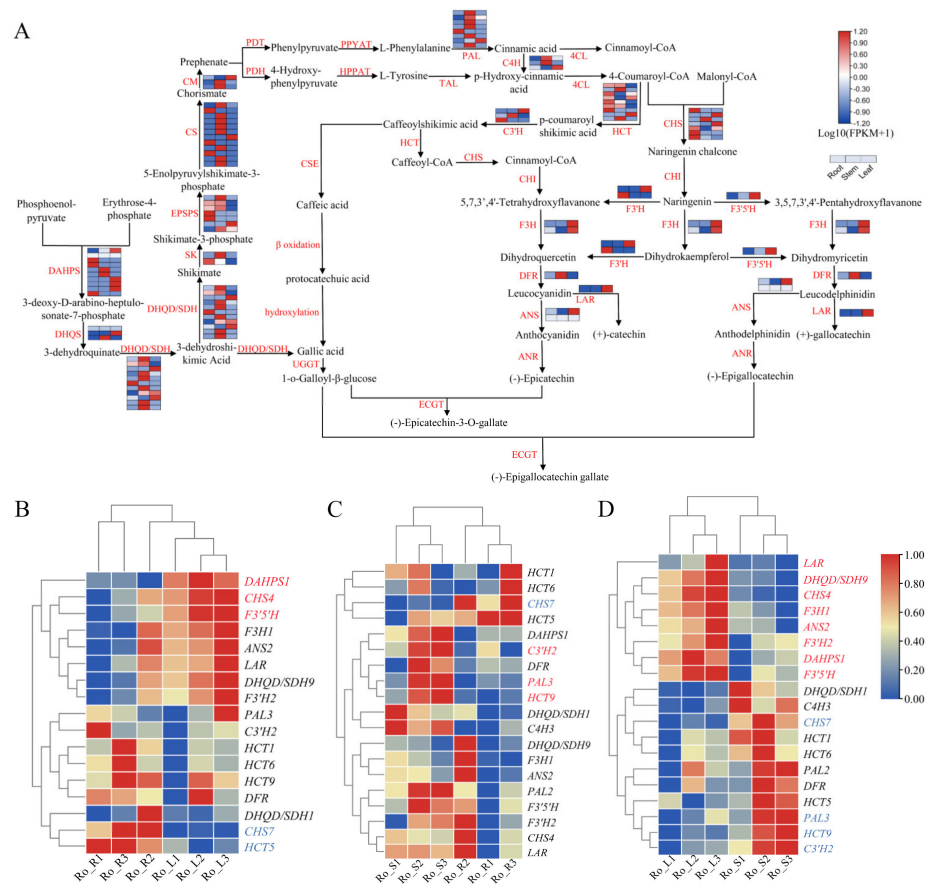 A
PDT
Phenylpyruvate
PPYAT
L-Phenylalanine
PAL
Cinnamic acid
4CL
Cinnamoyl-CoA
Prephenate
C4H
PDH
4-Hydroxy-
phenylpyruvate
HPPAT
L-Tyrosine
TAL
p-Hydroxy-cinnamic
acid
4CL
4-Coumaroyl-CoA
Malonyl-CoA
CM
Chorismate
1.20
0.90
0.60
0.30
0.00
-0.30
-0.60
-0.90
-1.20
Log10(FPKM+1)
Root
Stem
Leaf
CS
Caffeoylshikimic acid
C3'H
p-coumaroyl
shikimic acid
HCT
CHS
HCT
Naringenin chalcone
Caffeoyl-CoA
CHS
Cinnamoyl-CoA
CSE
CHI
CHI
5-Enolpyruvylshikimate-3-
phosphate
Phosphoenol-
pyruvate
Erythrose-4-
phosphate
EPSPS
Caffeic acid
5,7,3',4'-Tetrahydroxyflavanone
F3'H
Naringenin
F3'5'H
3,5,7,3',4'-Pentahydroxyflavanone
Shikimate-3-phosphate
β oxidation
F3H
F3H
F3H
SK
Shikimate
DAHPS
protocatechuic acid
Dihydroquercetin
F3'H
Dihydrokaempferol
F3'5'H
Dihydromyricetin
DFR
DFR
3-deoxy-D-arabino-heptulo-
sonate-7-phosphate
DHQD/SDH
hydroxylation
Leucocyanidin
LAR
Leucodelphinidin
ANS
ANS
LAR
DHQS
3-dehydroquinate
DHQD/SDH
3-dehydroshi-
kimic Acid
DHQD/SDH
Gallic acid
Anthocyanidin
(+)-catechin
Anthodelphinidin
(+)-gallocatechin
UGGT
ANR
ANR
1-o-Galloyl-β-glucose
(-)-Epicatechin
(-)-Epigallocatechin
ECGT
(-)-Epicatechin-3-O-gallate
ECGT
(-)-Epigallocatechin gallate
B
DAHPS1
CHS4
F3'5'H
F3H1
ANS2
LAR
DHQD/SDH9
F3'H2
PAL3
C3'H2
HCT1
HCT6
HCT9
DFR
DHQD/SDH1
CHS7
HCT5
Ro_R1
Ro_R3
Ro_R2
Ro_L1
Ro_L2
Ro_L3
C
HCT1
HCT6
CHS7
HCT5
DAHPS1
C3'H2
DFR
PAL3
HCT9
DHQD/SDH1
C4H3
DHQD/SDH9
F3H1
ANS2
PAL2
F3'5'H
F3'H2
CHS4
LAR
Ro_S1
Ro_S2
Ro_S3
Ro_R2
Ro_R1
Ro_R3
D
LAR
DHQD/SDH9
CHS4
F3H1
ANS2
F3'H2
DAHPS1
F3'5'H
DHQD/SDH1
C4H3
CHS7
HCT1
HCT6
PAL2
DFR
HCT5
PAL3
HCT9
C3'H2
Ro_L1
Ro_L2
Ro_L3
Ro_S1
Ro_S2
Ro_S3
1.00
0.80
0.60
0.40
0.20
0.00